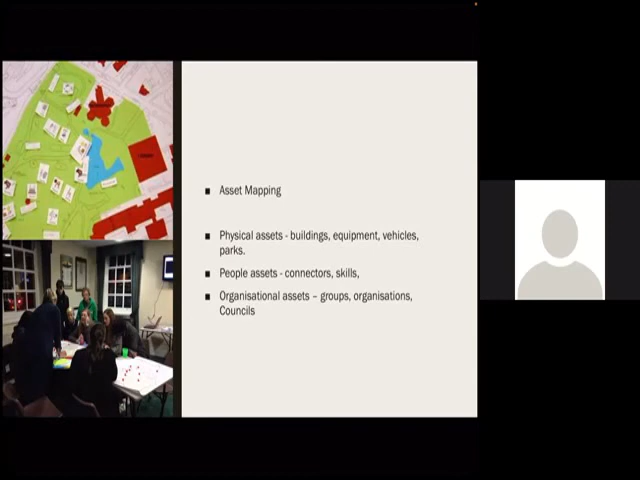 Asset Mapping
Physical assets - buildings, equipment, vehicles,
parks.
People assets - connectors, skills,
Organisational assets – groups, organisations,
Councils